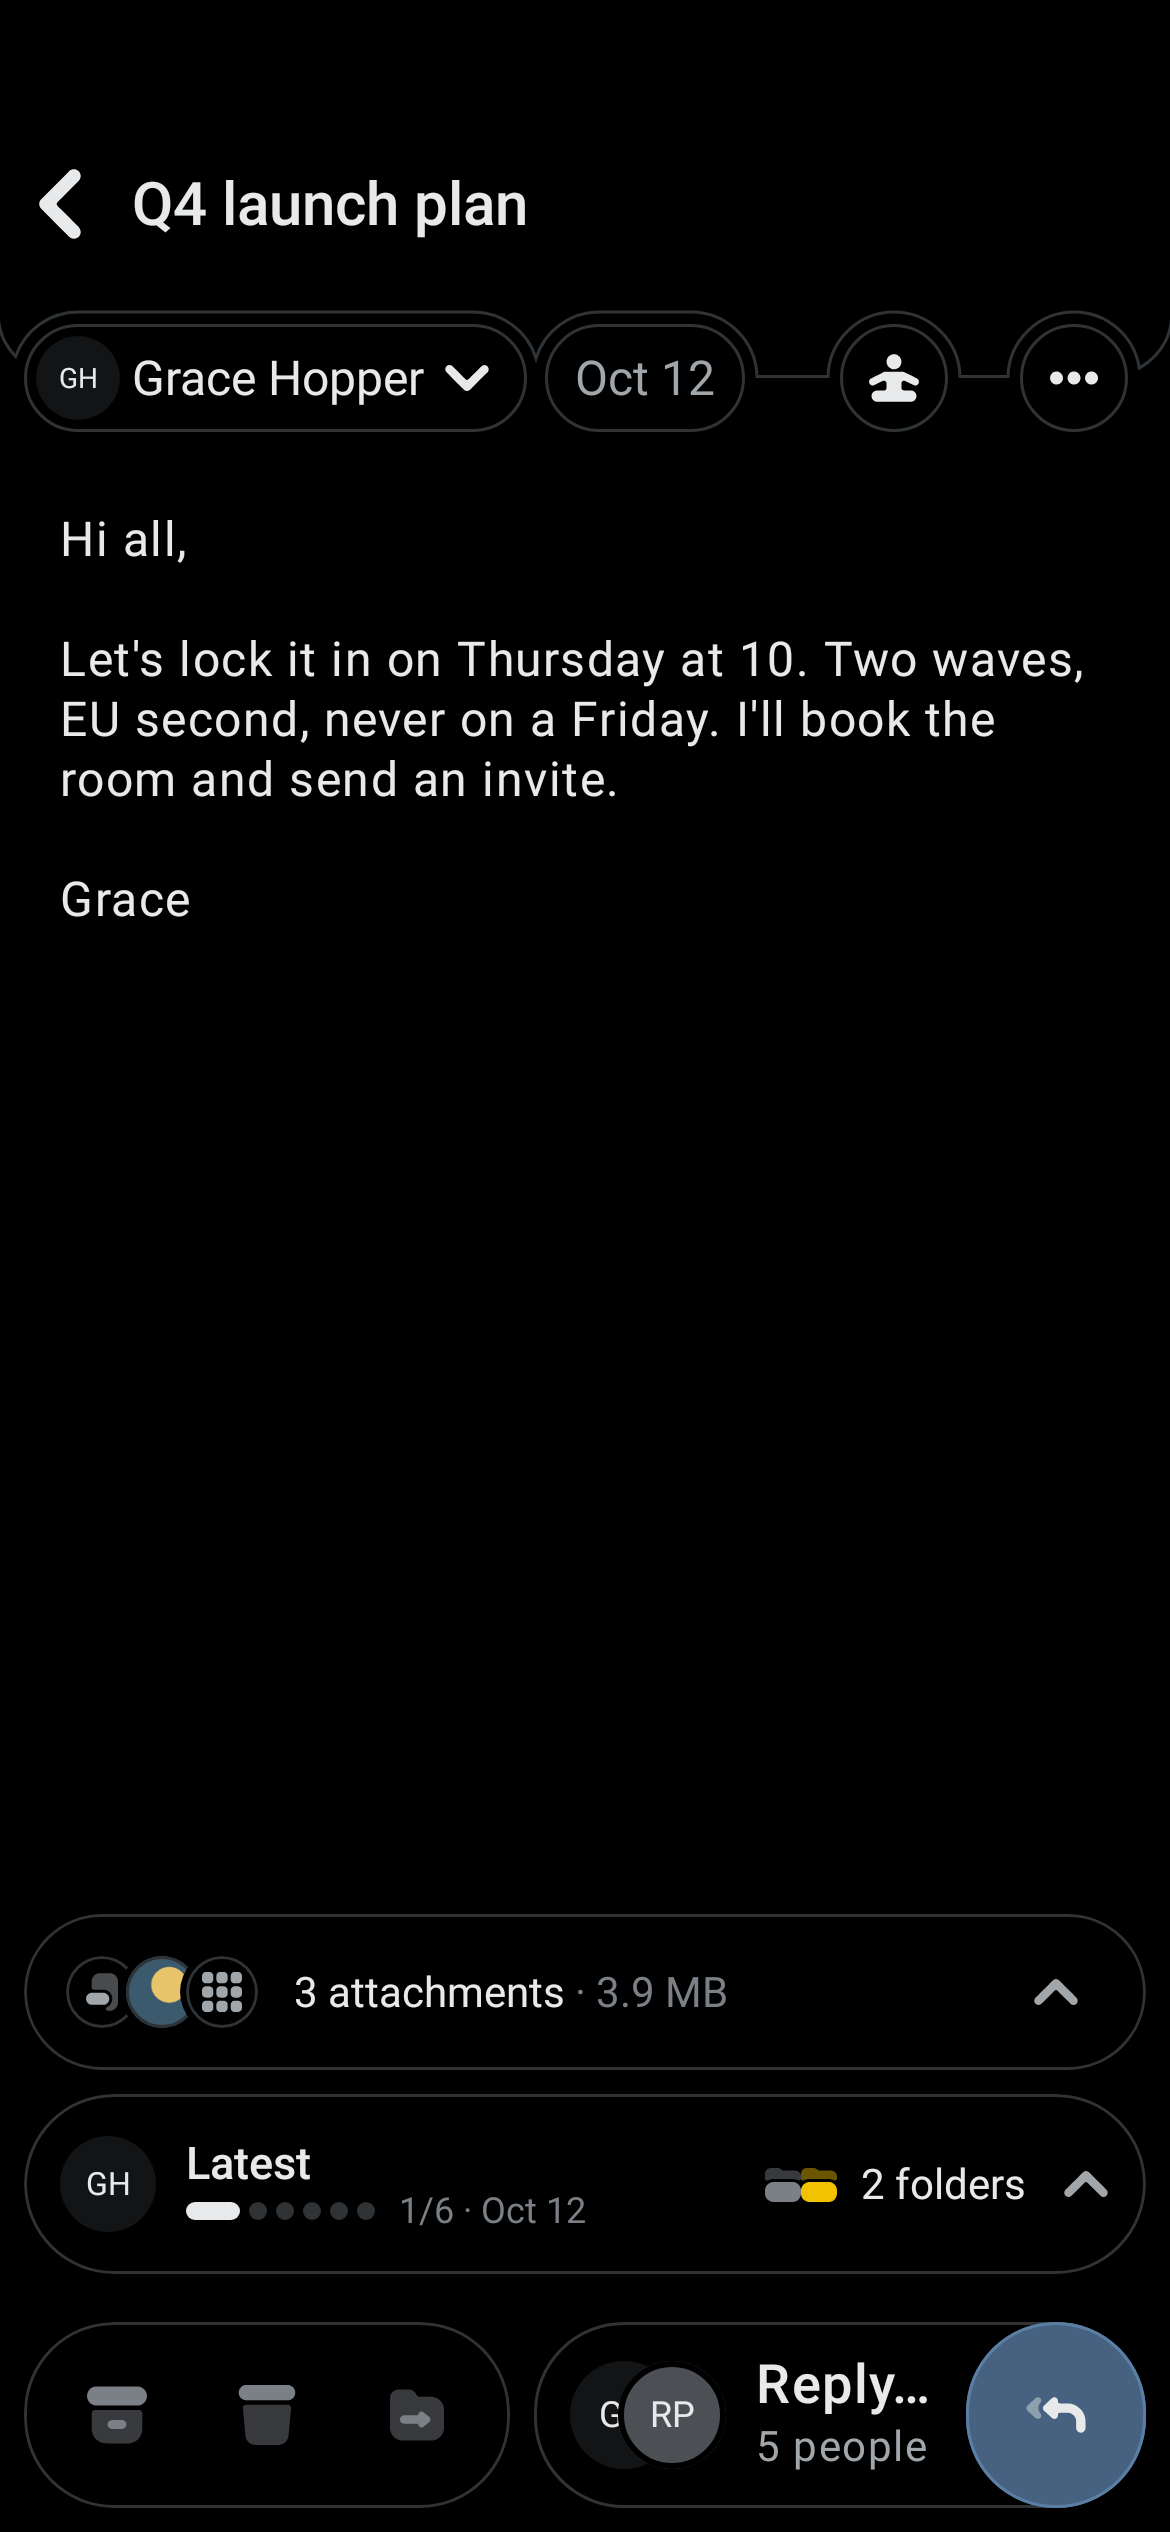 Q4 launch plan
GH Grace Hopper Oct 12
Hi all,
Let's lock it in on Thursday at 10. Two waves,
EU second, never on a Friday. I'll book the
room and send an invite.
Grace
3 attachments · 3.9 MB
GH Latest
1/6 · Oct 12
2 folders
G RP Reply...
5 people